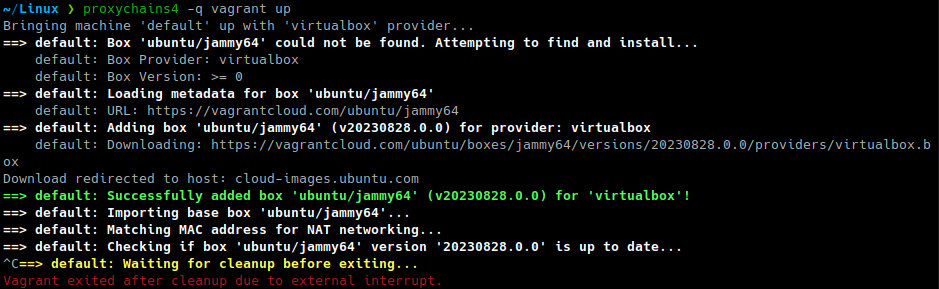 ~/Linux ❯ proxychains4 -q vagrant up
Bringing machine 'default' up with 'virtualbox' provider...
==> default: Box 'ubuntu/jammy64' could not be found. Attempting to find and install...
    default: Box Provider: virtualbox
    default: Box Version: >= 0
==> default: Loading metadata for box 'ubuntu/jammy64'
    default: URL: https://vagrantcloud.com/ubuntu/jammy64
==> default: Adding box 'ubuntu/jammy64' (v20230828.0.0) for provider: virtualbox
    default: Downloading: https://vagrantcloud.com/ubuntu/boxes/jammy64/versions/20230828.0.0/providers/virtualbox.b
ox
Download redirected to host: cloud-images.ubuntu.com
==> default: Successfully added box 'ubuntu/jammy64' (v20230828.0.0) for 'virtualbox'!
==> default: Importing base box 'ubuntu/jammy64'...
==> default: Matching MAC address for NAT networking...
==> default: Checking if box 'ubuntu/jammy64' version '20230828.0.0' is up to date...
^C==> default: Waiting for cleanup before exiting...
Vagrant exited after cleanup due to external interrupt.